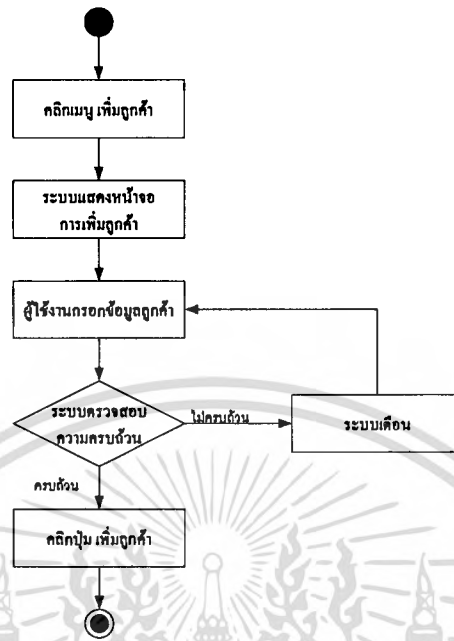 คลิกเมนู เพิ่มลูกค้า
ระบบแสดงหน้าจอ
การเพิ่มลูกค้า
ผู้ใช้งานกรอกข้อมูลลูกค้า
ระบบตรวจสอบ
ความครบถ้วน
ไม่ครบถ้วน
ระบบเตือน
ครบถ้วน
คลิกปุ่ม เพิ่มลูกค้า